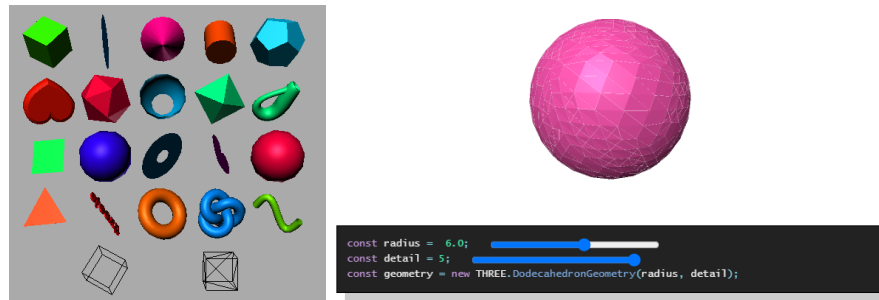 const radius =  6.0;
const detail = 5;
const geometry = new THREE.DodecahedronGeometry(radius, detail);